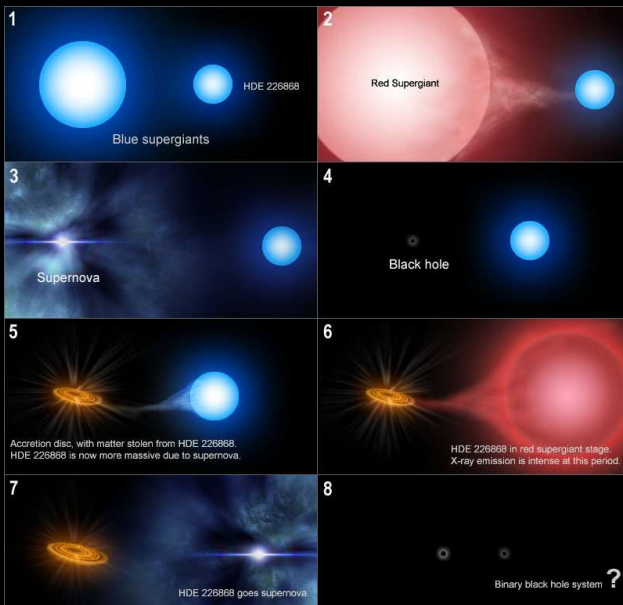 1
HDE 226868
Blue supergiants
2
Red Supergiant
3
Supernova
4
Black hole
5
Accretion disc, with matter stolen from HDE 226868.
HDE 226868 is now more massive due to supernova.
6
HDE 226868 in red supergiant stage.
X-ray emission is intense at this period.
7
HDE 226868 goes supernova.
8
Binary black hole system ?